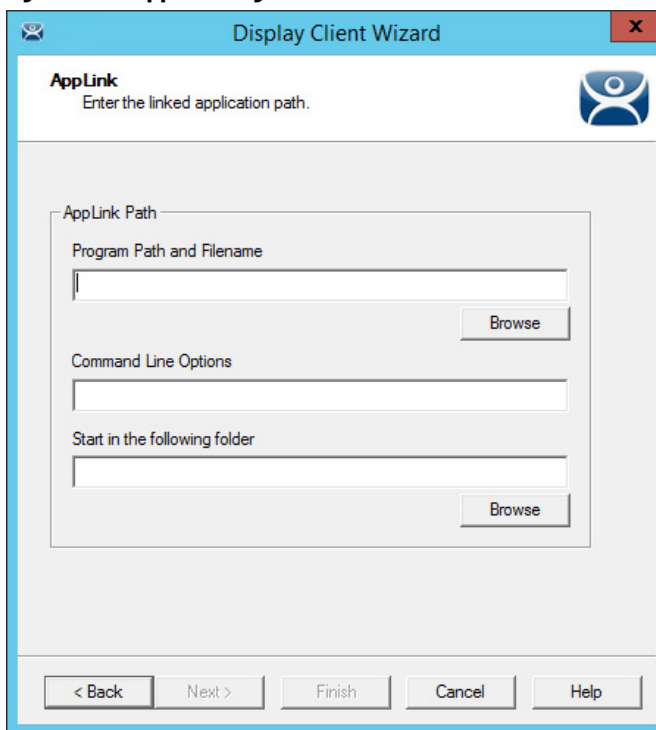 Display Client Wizard
x
AppLink
Enter the linked application path.
AppLink Path
Program Path and Filename
Browse
Command Line Options
Start in the following folder
Browse
< Back Next > Finish Cancel Help